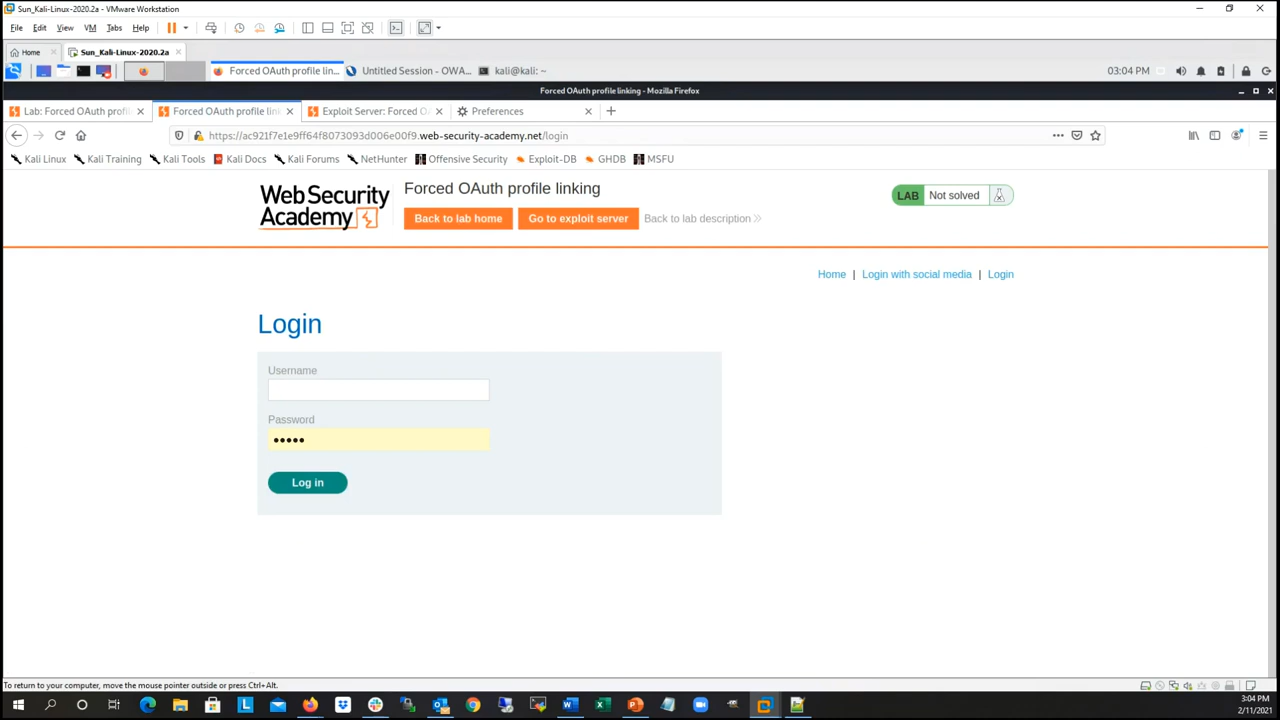 Sun_Kali-Linux-2020.2a - VMware Workstation
File Edit View VM Tabs Help
Home Sun_Kali-Linux-2020.2a
Forced OAuth profile lin... Untitled Session - OWA... kali@kali: ~ 03:04 PM
Forced OAuth profile linking - Mozilla Firefox
Lab: Forced OAuth profil Forced OAuth profile link Exploit Server: Forced O Preferences
https://ac921f7e1e9ff64f8073093d006e00f9.web-security-academy.net/login
Kali Linux Kali Training Kali Tools Kali Docs Kali Forums NetHunter Offensive Security Exploit-DB GHDB MSFU
Web Security Academy
Forced OAuth profile linking
LAB Not solved
Back to lab home Go to exploit server Back to lab description
Home | Login with social media | Login
Login
Username
Password
Log in
To return to your computer, move the mouse pointer outside or press Ctrl+Alt.
3:04 PM
2/11/2021